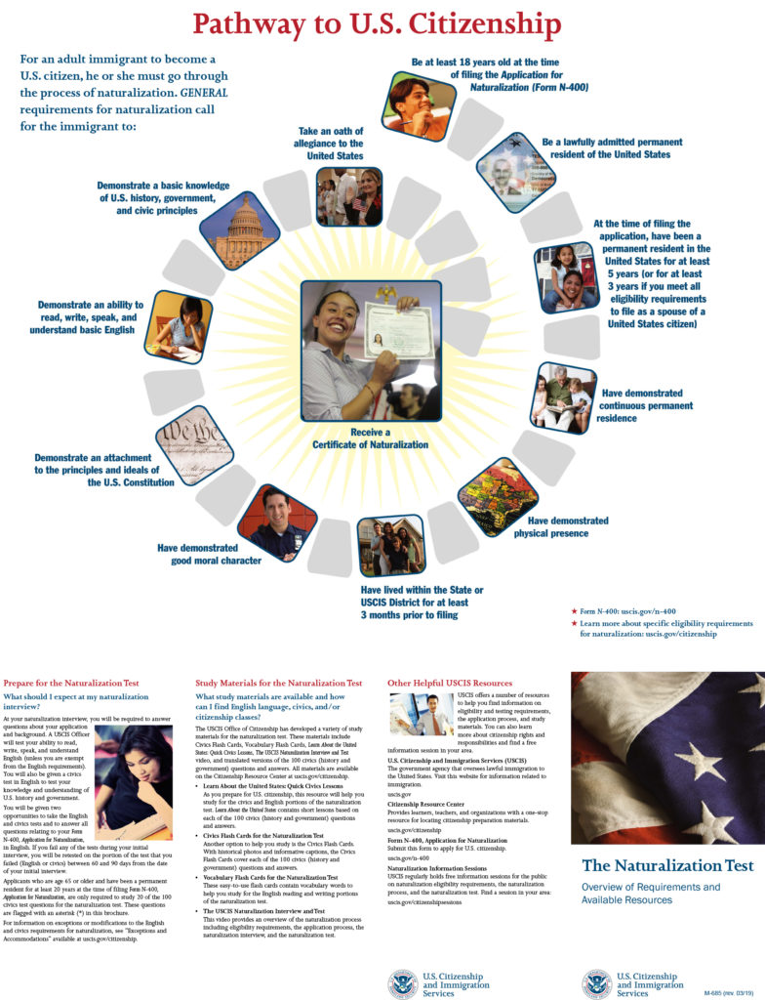 Pathway to U.S. Citizenship
For an adult immigrant to become a
U.S. citizen, he or she must go through
the process of naturalization. GENERAL
requirements for naturalization call
for the immigrant to:
Be at least 18 years old at the time
of filing the Application for
Naturalization (Form N-400)
Be a lawfully admitted permanent
resident of the United States
At the time of filing the
application, have been a
permanent resident in the
United States for at least
5 years (or for at least
3 years if you meet all
eligibility requirements
to file as a spouse of a
United States citizen)
Have demonstrated
continuous permanent
residence
Have demonstrated
physical presence
Have lived within the State or
USCIS District for at least
3 months prior to filing
Have demonstrated
good moral character
Demonstrate an attachment
to the principles and ideals of
the U.S. Constitution
We the
Demonstrate an ability to
read, write, speak, and
understand basic English
Demonstrate a basic knowledge
of U.S. history, government,
and civic principles
Take an oath of
allegiance to the
United States
Receive a
Certificate of Naturalization
★ Form N-400: uscis.gov/n-400
★ Learn more about specific eligibility requirements
for naturalization: uscis.gov/citizenship
Prepare for the Naturalization Test
What should I expect at my naturalization
interview?
At your naturalization interview, you will be required to answer
questions about your application
and background. A USCIS Officer
will test your ability to read,
write, speak, and understand
English (unless you are exempt
from the English requirements).
You will also be given a civics
test in English to test your
knowledge and understanding of
U.S. history and government.
You will be given two
opportunities to take the English
and civics tests and to answer all
questions relating to your Form
N-400, Application for Naturalization,
in English. If you fail any of the tests during your initial
interview, you will be retested on the portion of the test that you
failed (English or civics) between 60 and 90 days from the date
of your initial interview.
Applicants who are age 65 or older and have been a permanent
resident for at least 20 years at the time of filing Form N-400,
Application for Naturalization, are only required to study 20 of the 100
civics test questions for the naturalization test. These questions
are flagged with an asterisk (*) in this brochure.
For information on exceptions or modifications to the English
and civics requirements for naturalization, see “Exceptions and
Accommodations” available at uscis.gov/citizenship.
Study Materials for the Naturalization Test
What study materials are available and how
can I find English language, civics, and/or
citizenship classes?
The USCIS Office of Citizenship has developed a variety of study
materials for the naturalization test. These materials include
Civics Flash Cards, Vocabulary Flash Cards, Learn About the United
States: Quick Civics Lessons, The USCIS Naturalization Interview and Test
video, and translated versions of the 100 civics (history and
government) questions and answers. All materials are available
on the Citizenship Resource Center at uscis.gov/citizenship.
• Learn About the United States: Quick Civics Lessons
As you prepare for U.S. citizenship, this resource will help you
study for the civics and English portions of the naturalization
test. Learn About the United States contains short lessons based on
each of the 100 civics (history and government) questions
and answers.
• Civics Flash Cards for the Naturalization Test
Another option to help you study is the Civics Flash Cards.
With historical photos and informative captions, the Civics
Flash Cards cover each of the 100 civics (history and
government) questions and answers.
• Vocabulary Flash Cards for the Naturalization Test
These easy-to-use flash cards contain vocabulary words to
help you study for the English reading and writing portions
of the naturalization test.
• The USCIS Naturalization Interview and Test
This video provides an overview of the naturalization process
including eligibility requirements, the application process, the
naturalization interview, and the naturalization test.
Other Helpful USCIS Resources
USCIS offers a number of resources
to help you find information on
eligibility and testing requirements,
the application process, and study
materials. You can also learn
more about citizenship rights and
responsibilities and find a free
information session in your area.
U.S. Citizenship and Immigration Services (USCIS)
The government agency that oversees lawful immigration to
the United States. Visit this website for information related to
immigration.
uscis.gov
Citizenship Resource Center
Provides learners, teachers, and organizations with a one-stop
resource for locating citizenship preparation materials.
uscis.gov/citizenship
Form N-400, Application for Naturalization
Submit this form to apply for U.S. citizenship.
uscis.gov/n-400
Naturalization Information Sessions
USCIS regularly holds free information sessions for the public
on naturalization eligibility requirements, the naturalization
process, and the naturalization test. Find a session in your area:
uscis.gov/citizenshipsessions
U.S. Citizenship
and Immigration
Services
The Naturalization Test
Overview of Requirements and
Available Resources
U.S. Citizenship
and Immigration
Services
M-685 (rev. 03/19)